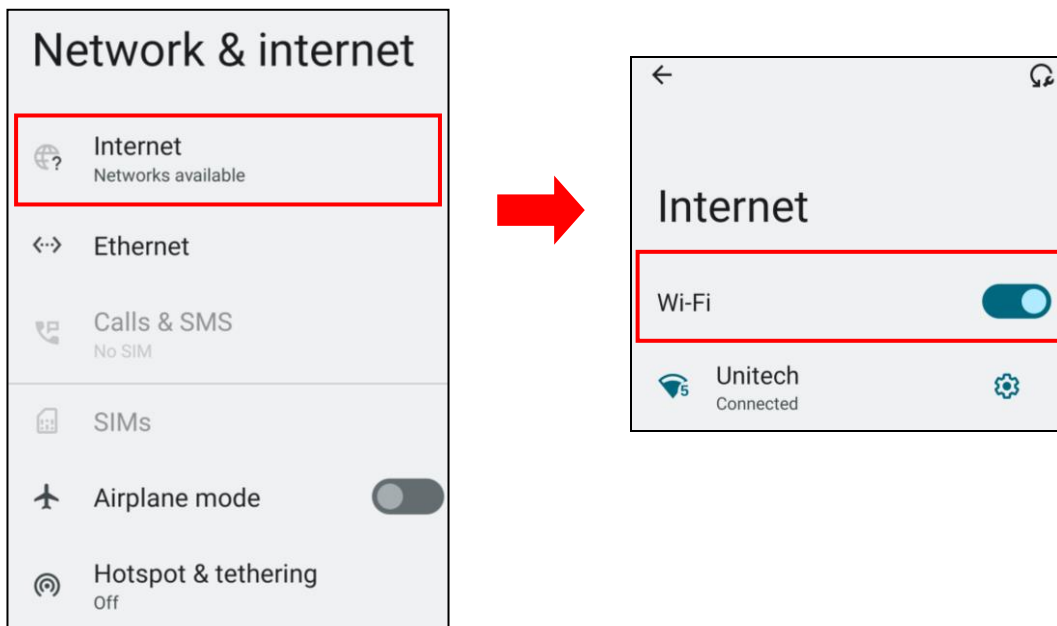 Network & internet
Internet
Networks available
Ethernet
Calls & SMS
No SIM
SIMs
Airplane mode
Hotspot & tethering
Off
Internet
Wi-Fi
5
Unitech
Connected